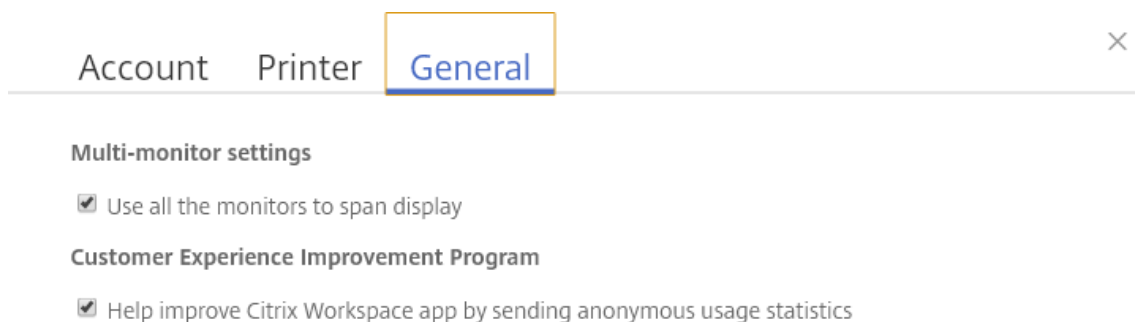 Account Printer General
Multi-monitor settings
Use all the monitors to span display
Customer Experience Improvement Program
Help improve Citrix Workspace app by sending anonymous usage statistics